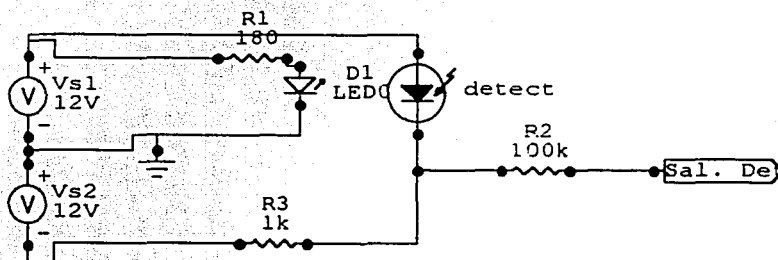 R1
180
+
Vs1
12V
-
V
D1
LED0
detect
R2
100k
Sal. De
+
Vs2
12V
-
V
R3
1k